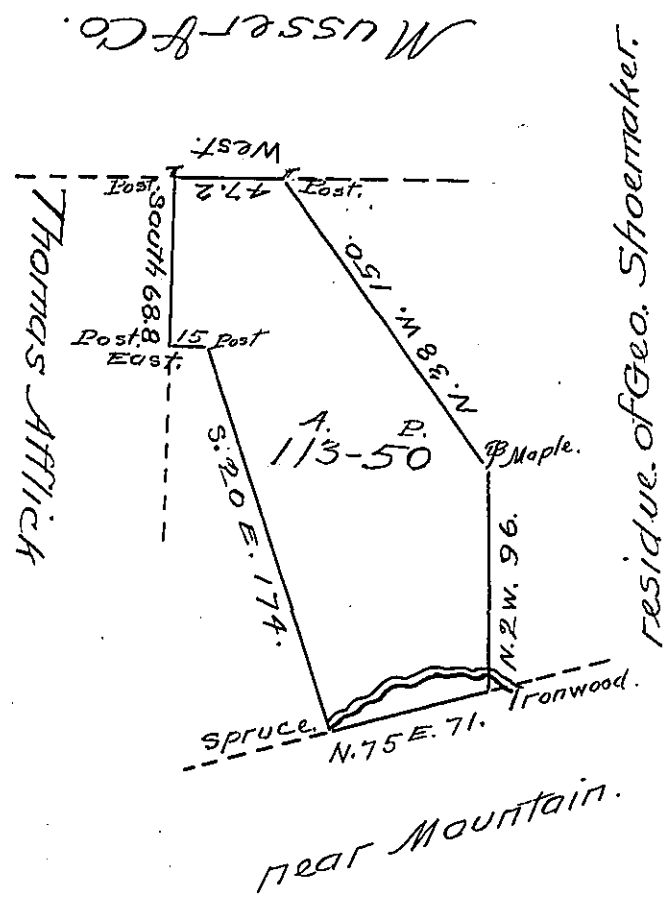 Musser & Co.
West.
Post. 47.2 Post.
South 68.8
Thomas Afflick
residue of Geo. Shoemaker.
Post. 15 Post
East.
N. 38 W. 150.
A. P.
113-50
Maple.
S. 20 E. 174.
N. 2 W. 96.
Spruce.
N. 75 E. 71.
Ironwood.
near Mountain.